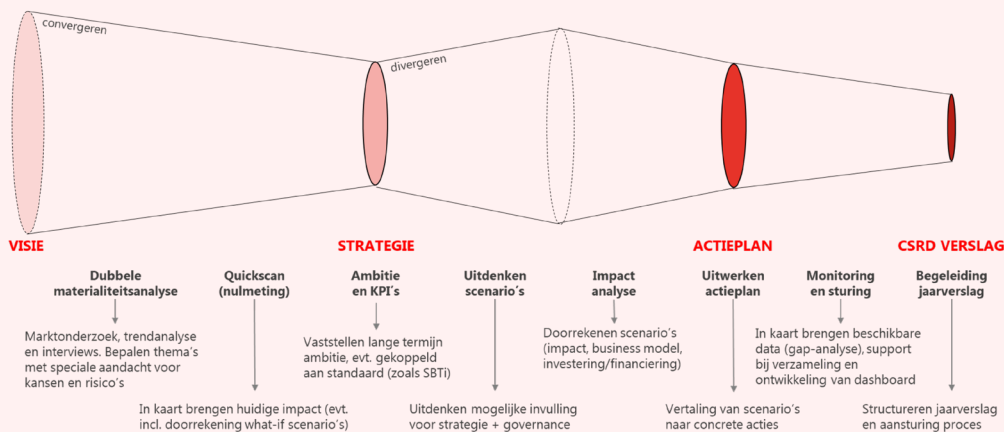 convergeren
divergeren
VISIE
STRATEGIE
ACTIEPLAN
CSRD VERSLAG
Dubbele
materialiteitsanalyse
Marktonderzoek, trendanalyse
en interviews. Bepalen thema's
met speciale aandacht voor
kansen en risico's
Quickscan
(nulmeting)
In kaart brengen huidige impact (evt.
incl. doorrekening what-if scenario's)
Ambitie
en KPI´s
Vaststellen lange termijn
ambitie, evt. gekoppeld
aan standaard (zoals SBTi)
Uitdenken
scenario´s
Uitdenken mogelijke invulling
voor strategie + governance
Impact
analyse
Doorrekenen scenario's
(impact, business model,
investering/financiering)
Uitwerken
actieplan
Vertaling van scenario's
naar concrete acties
Monitoring
en sturing
In kaart brengen beschikbare
data (gap-analyse), support
bij verzameling en
ontwikkeling van dashboard
Begeleiding
jaarverslag
Structureren jaarverslag
en aansturing proces